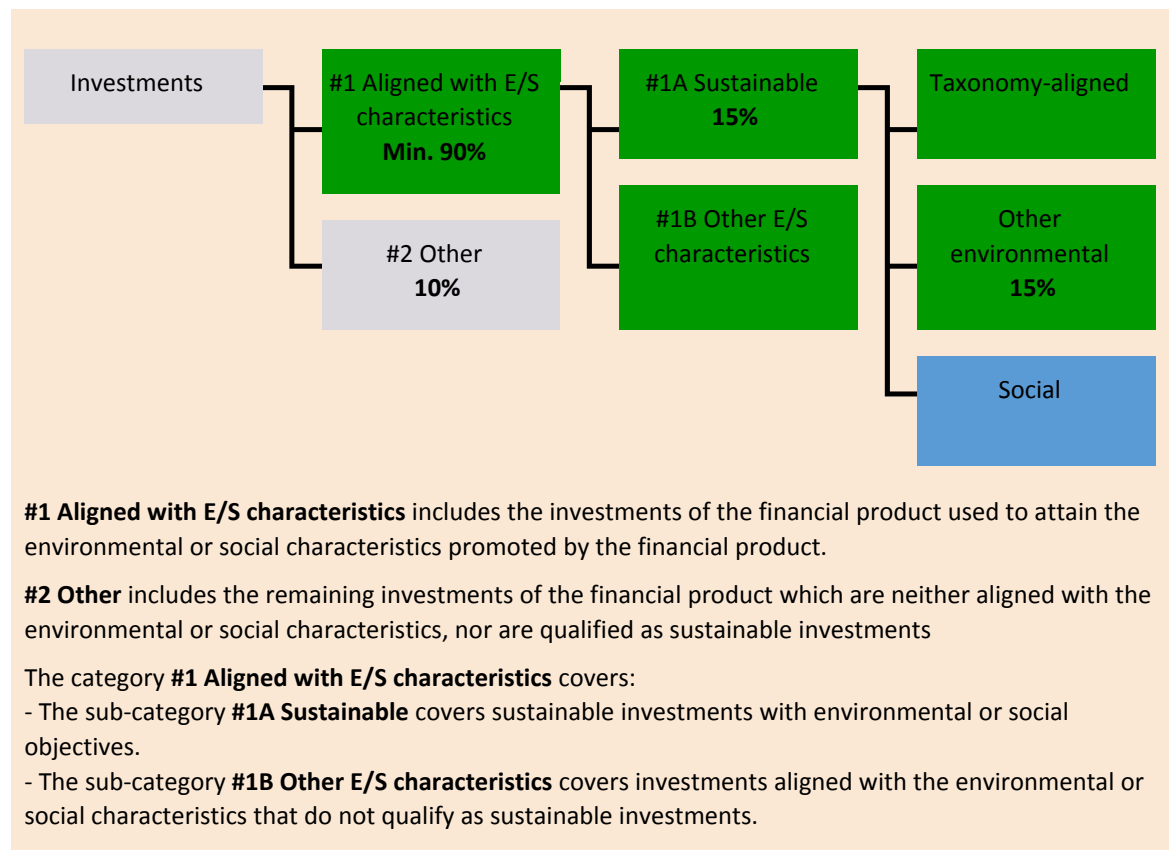 Investments
#1 Aligned with E/S
characteristics
Min. 90%
#2 Other
10%
#1A Sustainable
15%
#1B Other E/S
characteristics
Taxonomy-aligned
Other
environmental
15%
Social
#1 Aligned with E/S characteristics includes the investments of the financial product used to attain the
environmental or social characteristics promoted by the financial product.
#2 Other includes the remaining investments of the financial product which are neither aligned with the
environmental or social characteristics, nor are qualified as sustainable investments
The category #1 Aligned with E/S characteristics covers:
- The sub-category #1A Sustainable covers sustainable investments with environmental or social
objectives.
- The sub-category #1B Other E/S characteristics covers investments aligned with the environmental or
social characteristics that do not qualify as sustainable investments.